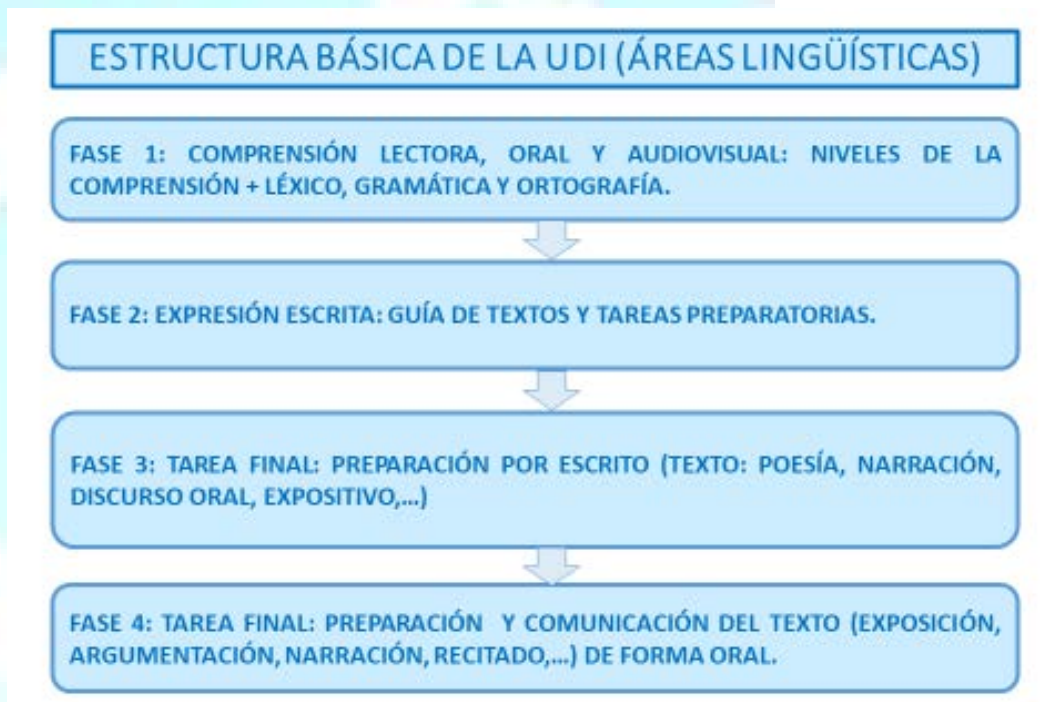 ESTRUCTURA BÁSICA DE LA UDI (ÁREAS LINGÜÍSTICAS)
FASE 1: COMPRENSIÓN LECTORA, ORAL Y AUDIOVISUAL: NIVELES DE LA
COMPRENSIÓN + LÉXICO, GRAMÁTICA Y ORTOGRAFÍA.
FASE 2: EXPRESIÓN ESCRITA: GUÍA DE TEXTOS Y TAREAS PREPARATORIAS.
FASE 3: TAREA FINAL: PREPARACIÓN POR ESCRITO (TEXTO: POESÍA, NARRACIÓN,
DISCURSO ORAL, EXPOSITIVO,...)
FASE 4: TAREA FINAL: PREPARACIÓN Y COMUNICACIÓN DEL TEXTO (EXPOSICIÓN,
ARGUMENTACIÓN, NARRACIÓN, RECITADO,...) DE FORMA ORAL.